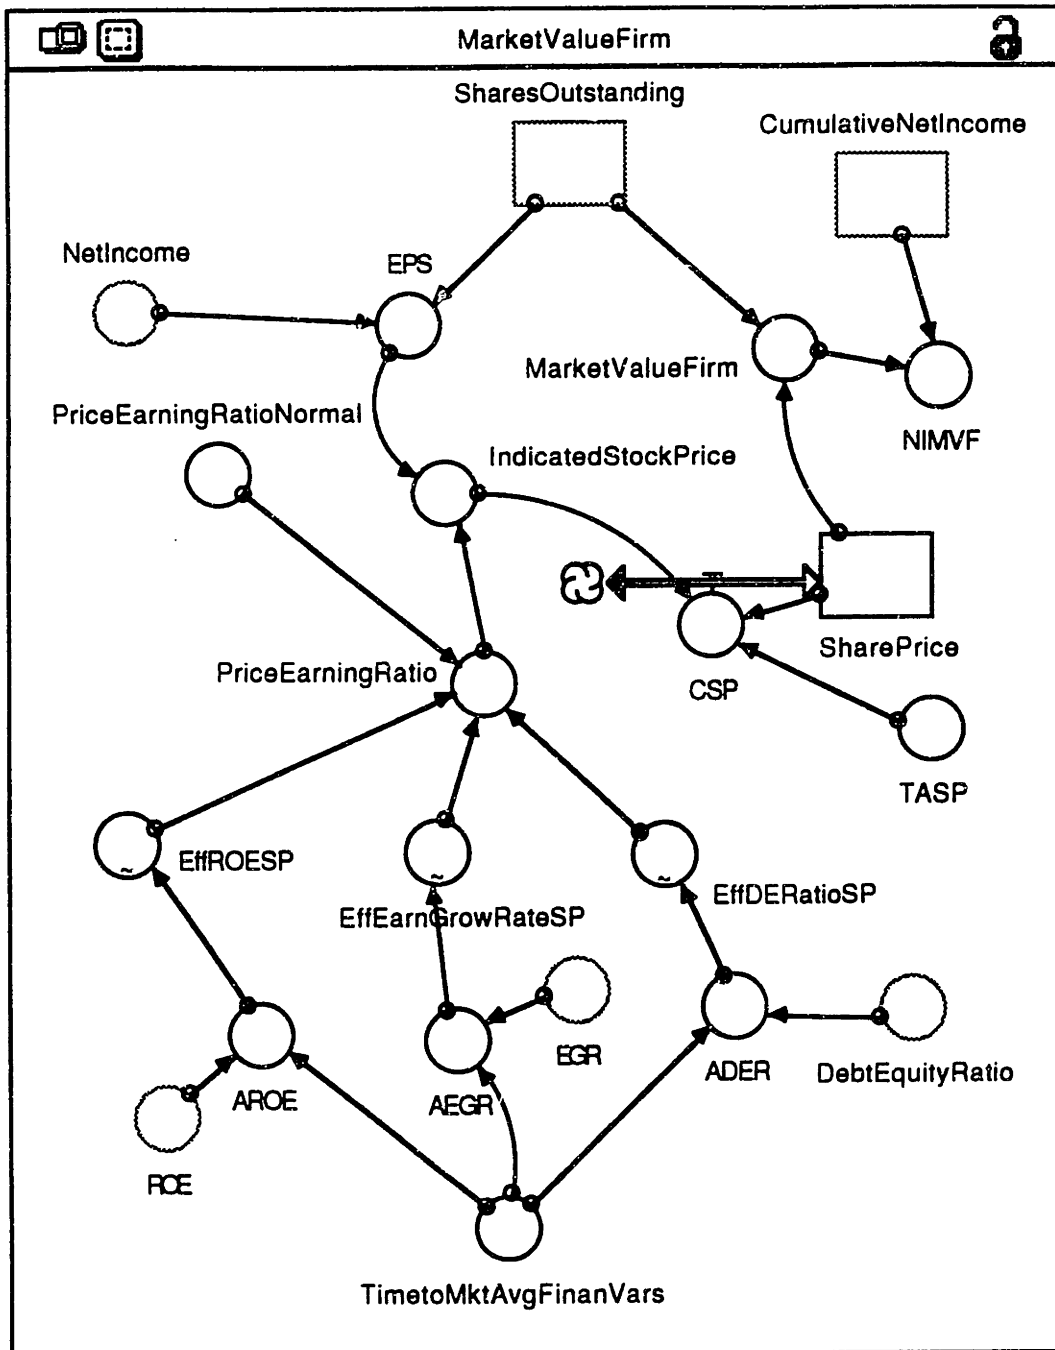 MarketValueFirm
SharesOutstanding
CumulativeNetIncome
NetIncome
EPS
MarketValueFirm
PriceEarningRatioNormal
NIMVF
IndicatedStockPrice
SharePrice
PriceEarningRatio
CSP
TASP
EffROESP
EffDERatioSP
EffEarnGrowRateSP
EGR
ADER
DebtEquityRatio
AROE
AEGR
ROE
TimetoMktAvgFinanVars